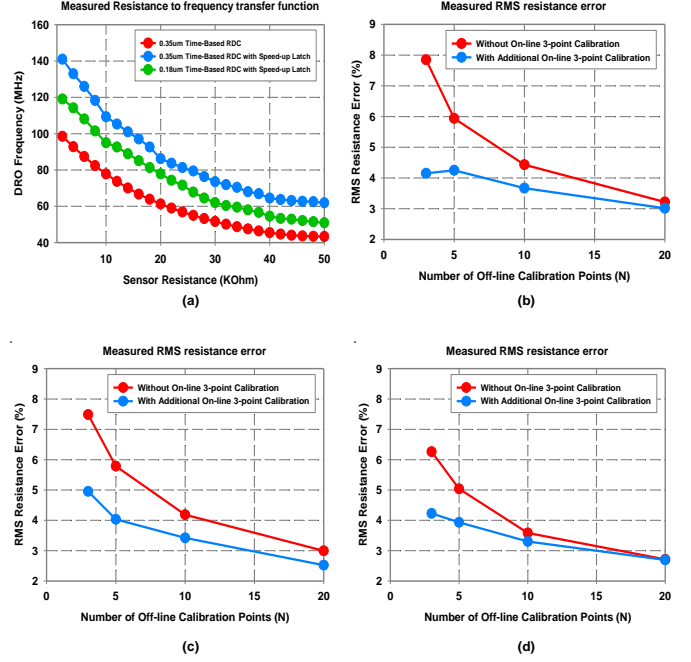 Measured Resistance to frequency transfer function
DRO Frequency (MHz)
160
140
120
100
80
60
40
0.35um Time-Based RDC
0.35um Time-Based RDC with Speed-up Latch
0.18um Time-Based RDC with Speed-up Latch
10
20
30
40
50
Sensor Resistance (KOhm)
(a)
Measured RMS resistance error
RMS Resistance Error (%)
9
8
7
6
5
4
3
2
Without On-line 3-point Calibration
With Additional On-line 3-point Calibration
0
5
10
15
20
Number of Off-line Calibration Points (N)
(b)
Measured RMS resistance error
RMS Resistance Error (%)
9
8
7
6
5
4
3
2
Without On-line 3-point Calibration
With Additional On-line 3-point Calibration
0
5
10
15
20
Number of Off-line Calibration Points (N)
(c)
Measured RMS resistance error
RMS Resistance Error (%)
9
8
7
6
5
4
3
2
Without On-line 3-point Calibration
With Additional On-line 3-point Calibration
0
5
10
15
20
Number of Off-line Calibration Points (N)
(d)